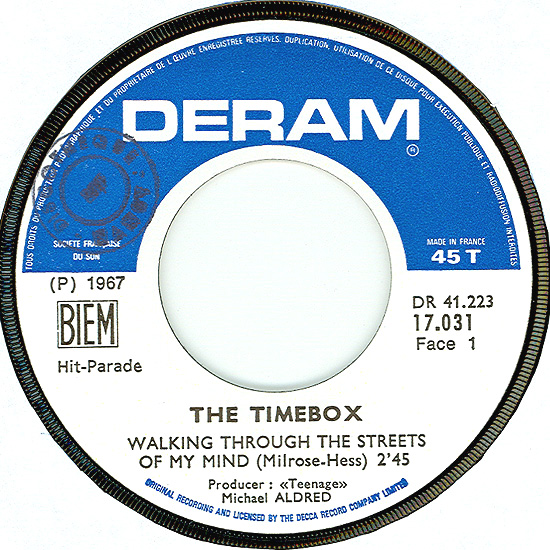 TOUS DROITS DU PRODUCTEUR PHONOGRAPHIQUE ET DU PROPRIETAIRE DE L'ŒUVRE ENREGISTREE RESERVES. DUPLICATION, UTILISATION DE CE DISQUE POUR EXECUTION PUBLIQUE ET RADIODIFFUSION INTERDITES
DERAM
®
SOCIETE FRANÇAISE
DU SON
MADE IN FRANCE
45 T
(P) 1967
BIEM
Hit-Parade
DR 41.223
17.031
Face 1
THE TIMEBOX
WALKING THROUGH THE STREETS
OF MY MIND (Milrose-Hess) 2'45
Producer : «Teenage»
Michael ALDRED
ORIGINAL RECORDING AND LICENSED BY THE DECCA RECORD COMPANY LIMITED